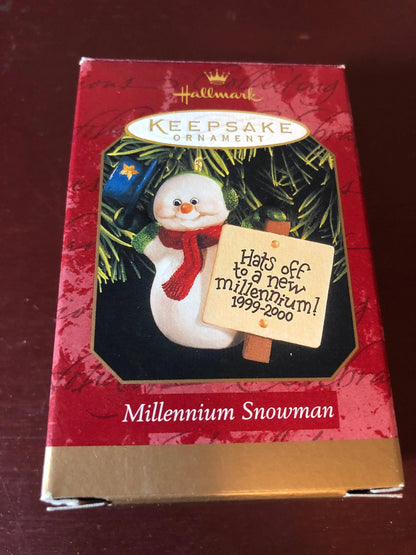 Hallmark
KEEPSAKE
ORNAMENT
Hats off
to a new
millennium!
1999-2000
Millennium Snowman